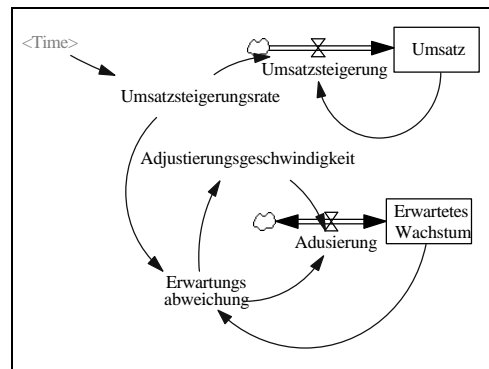 <Time>
Umsatz
Umsatzsteigerung
Umsatzsteigerungsrate
Adjustierungsgeschwindigkeit
Erwartetes
Wachstum
Adusierung
Erwartungs
abweichung